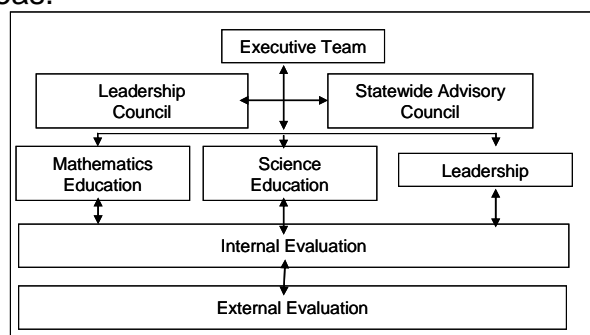 Executive Team
Leadership
Council
Statewide Advisory
Council
Mathematics
Education
Science
Education
Leadership
Internal Evaluation
External Evaluation